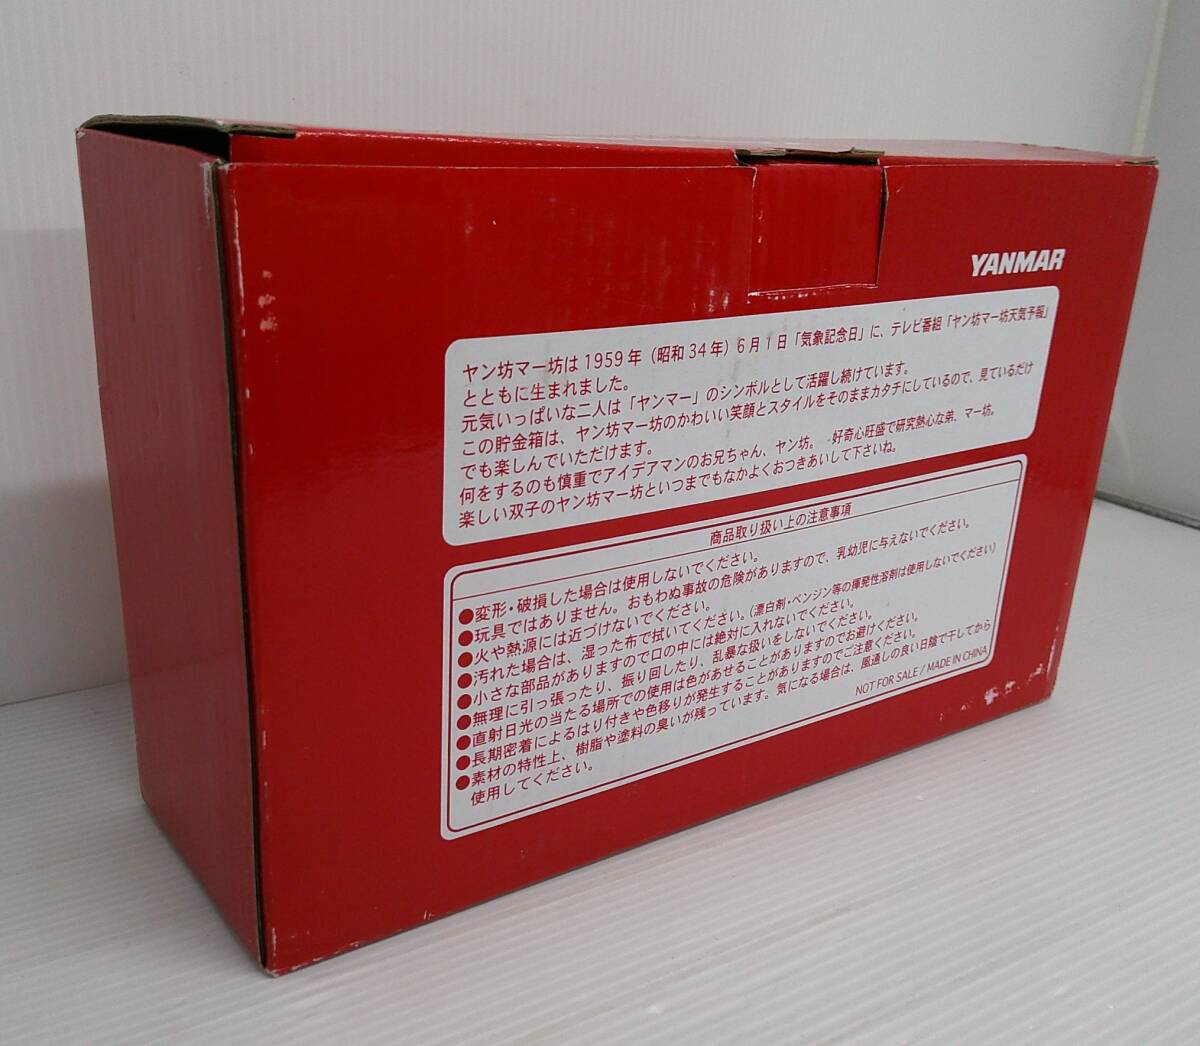 YANMAR
ヤン坊マー坊は1959年（昭和34年）6月1日「気象記念日」に、テレビ番組「ヤン坊マー坊天気予報」
とともに生まれました。
元気いっぱいな二人は「ヤンマー」のシンボルとして活躍し続けています。
この貯金箱は、ヤン坊マー坊のかわいい笑顔とスタイルをそのままカタチにしているので、見ているだけ
でも楽しんでいただけます。
何をするのも慎重でアイデアマンのお兄ちゃん、ヤン坊。 好奇心旺盛で研究熱心な弟、マー坊。
楽しい双子のヤン坊マー坊といつまでもなかよくおつきあいして下さいね。
商品取り扱い上の注意事項
●変形・破損した場合は使用しないでください。
●玩具ではありません。おもわぬ事故の危険がありますので、乳幼児に与えないでください。
●火や熱源には近づけないでください。
●汚れた場合は、湿った布で拭いてください。（漂白剤・ベンジン等の揮発性溶剤は使用しないでください）
●小さな部品がありますので口の中には絶対に入れないでください。
●無理に引っ張ったり、振り回したり、乱暴な扱いをしないでください。
●直射日光の当たる場所での使用は色があせることがありますのでお避けください。
●長期密着によるはり付きや色移りが発生することがありますのでご注意ください。
●素材の特性上、樹脂や塗料の臭いが残っています。気になる場合は、風通しの良い日陰で干してから
使用してください。
NOT FOR SALE / MADE IN CHINA